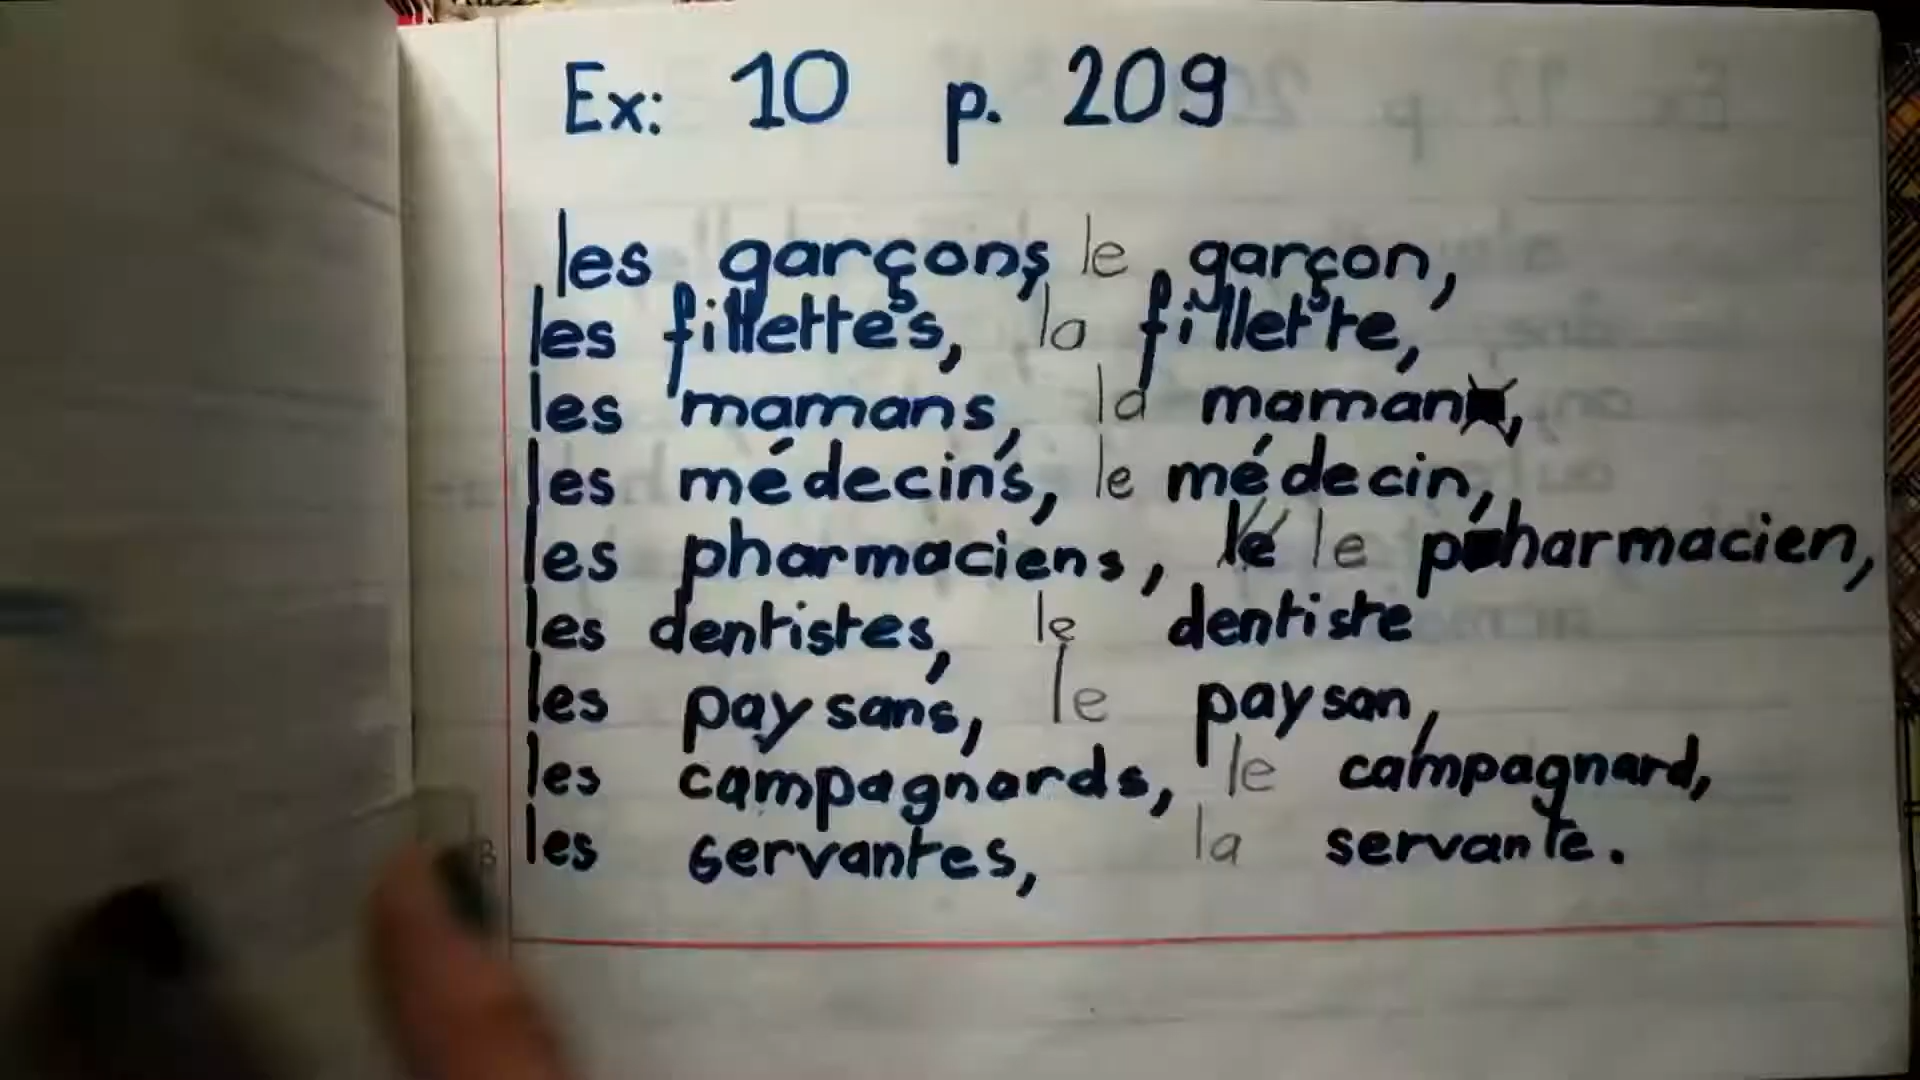 Ex: 10 p. 209
les garçons, le garçon,
les fillettes, la fillette,
les mamans, la maman,
les médecins, le médecin,
les pharmaciens, le le pharmacien,
les dentistes, le dentiste
les paysans, le paysan,
les campagnards, le campagnard,
les servantes, la servante.